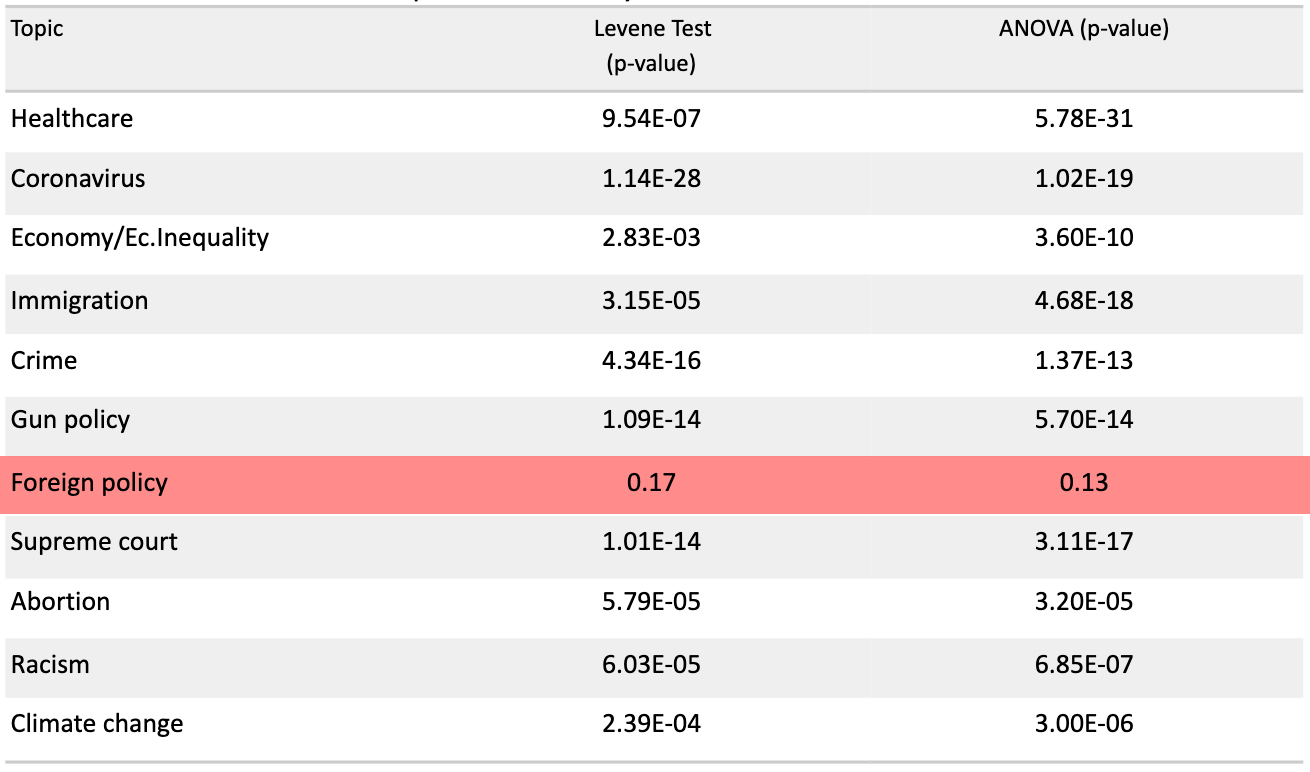 Topic Levene Test ANOVA (p-value)
(p-value)
Healthcare 9.54E-07 5.78E-31
Coronavirus 1.14E-28 1.02E-19
Economy/Ec.Inequality 2.83E-03 3.60E-10
Immigration 3.15E-05 4.68E-18
Crime 4.34E-16 1.37E-13
Gun policy 1.09E-14 5.70E-14
Foreign policy 0.17 0.13
Supreme court 1.01E-14 3.11E-17
Abortion 5.79E-05 3.20E-05
Racism 6.03E-05 6.85E-07
Climate change 2.39E-04 3.00E-06